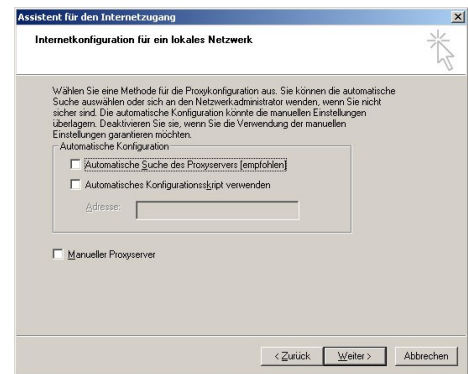 Assistent für den Internetzugang
Internetkonfiguration für ein lokales Netzwerk
Wählen Sie eine Methode für die Proxykonfiguration aus. Sie können die automatische
Suche auswählen oder sich an den Netzwerkadministrator wenden, wenn Sie nicht
sicher sind. Die automatische Konfiguration könnte die manuellen Einstellungen
überlagern. Deaktivieren Sie sie, wenn Sie die Verwendung der manuellen
Einstellungen garantieren möchten.
Automatische Konfiguration
Automatische Suche des Proxyservers [empfohlen]
Automatisches Konfigurationsskript verwenden
Adresse:
Manueller Proxyserver
< Zurück Weiter > Abbrechen